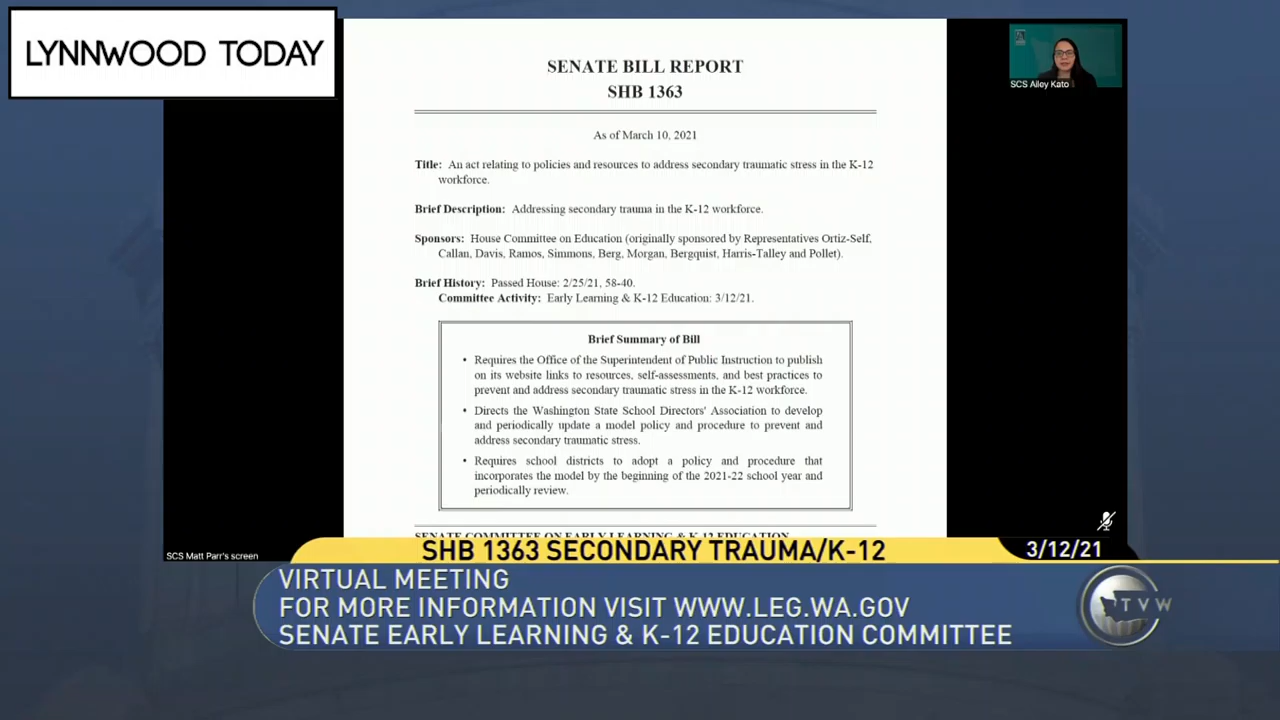 LYNNWOOD TODAY
SENATE BILL REPORT
SHB 1363
As of March 10, 2021
Title: An act relating to policies and resources to address secondary traumatic stress in the K-12
workforce.
Brief Description: Addressing secondary trauma in the K-12 workforce.
Sponsors: House Committee on Education (originally sponsored by Representatives Ortiz-Self,
Callan, Davis, Ramos, Simmons, Berg, Morgan, Bergquist, Harris-Talley and Pollet).
Brief History: Passed House: 2/25/21, 58-40.
Committee Activity: Early Learning & K-12 Education: 3/12/21.
Brief Summary of Bill
• Requires the Office of the Superintendent of Public Instruction to publish
on its website links to resources, self-assessments, and best practices to
prevent and address secondary traumatic stress in the K-12 workforce.
• Directs the Washington State School Directors' Association to develop
and periodically update a model policy and procedure to prevent and
address secondary traumatic stress.
• Requires school districts to adopt a policy and procedure that
incorporates the model by the beginning of the 2021-22 school year and
periodically review.
SENATE COMMITTEE ON EARLY LEARNING & K-12 EDUCATION
SCS Ailey Kato
SCS Matt Parr's screen
SHB 1363 SECONDARY TRAUMA/K-12
3/12/21
VIRTUAL MEETING
FOR MORE INFORMATION VISIT WWW.LEG.WA.GOV
SENATE EARLY LEARNING & K-12 EDUCATION COMMITTEE
TVW